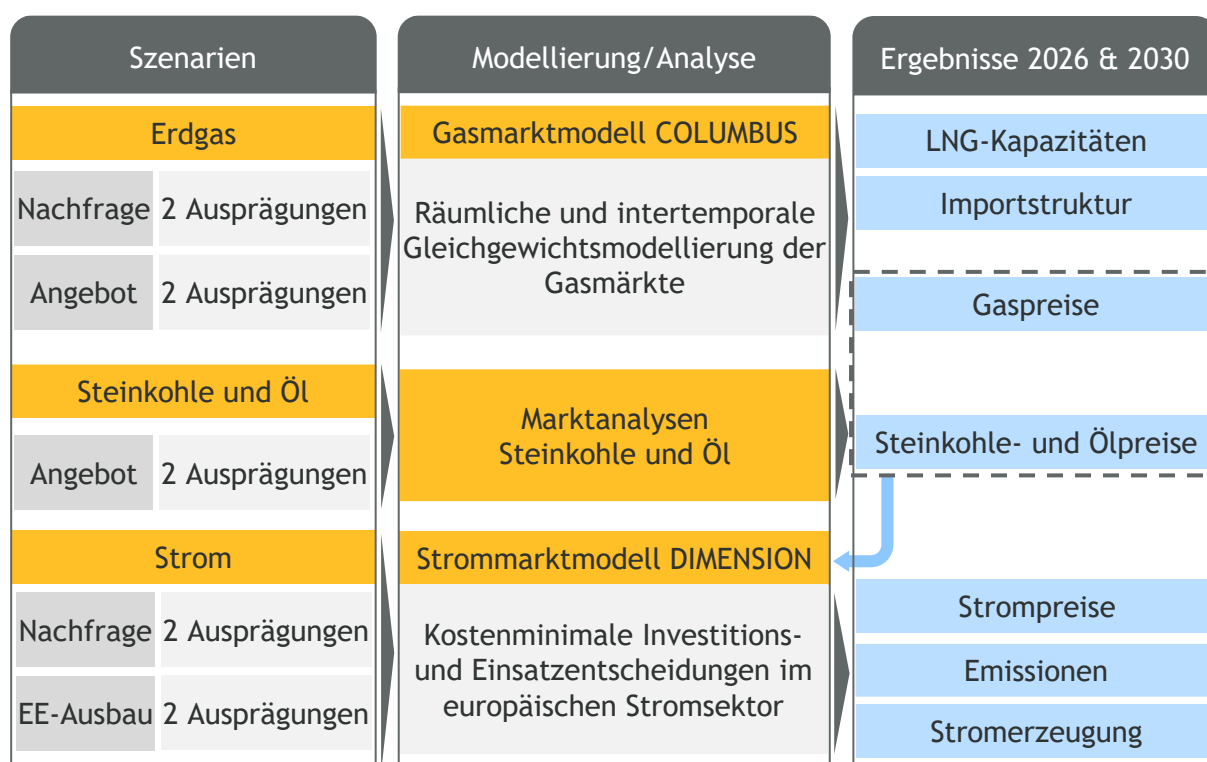 Szenarien
Erdgas
Nachfrage 2 Ausprägungen
Angebot 2 Ausprägungen
Steinkohle und Öl
Angebot 2 Ausprägungen
Strom
Nachfrage 2 Ausprägungen
EE-Ausbau 2 Ausprägungen
Modellierung/Analyse
Gasmarktmodell COLUMBUS
Räumliche und intertemporale
Gleichgewichtsmodellierung der
Gasmärkte
Marktanalysen
Steinkohle und Öl
Strommarktmodell DIMENSION
Kostenminimale Investitions-
und Einsatzentscheidungen im
europäischen Stromsektor
Ergebnisse 2026 & 2030
LNG-Kapazitäten
Importstruktur
Gaspreise
Steinkohle- und Ölpreise
Strompreise
Emissionen
Stromerzeugung